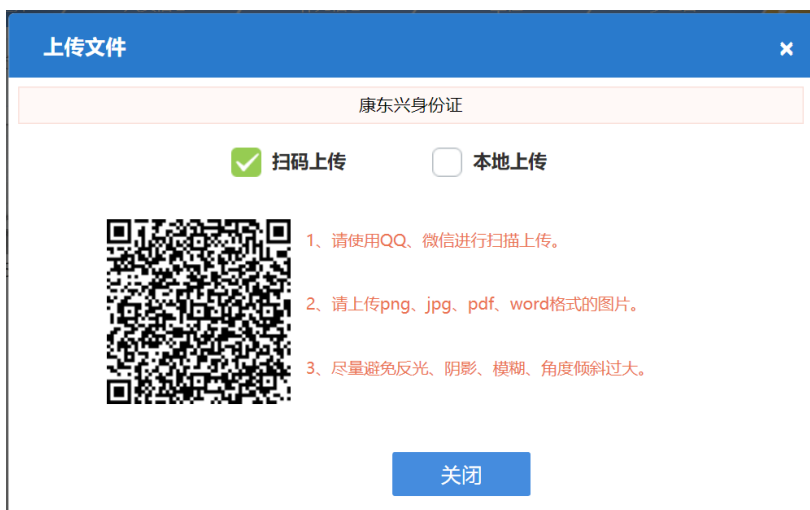 上传文件
康东兴身份证
扫码上传
本地上传
1、请使用QQ、微信进行扫描上传。
2、请上传png、jpg、pdf、word格式的图片。
3、尽量避免反光、阴影、模糊、角度倾斜过大。
关闭